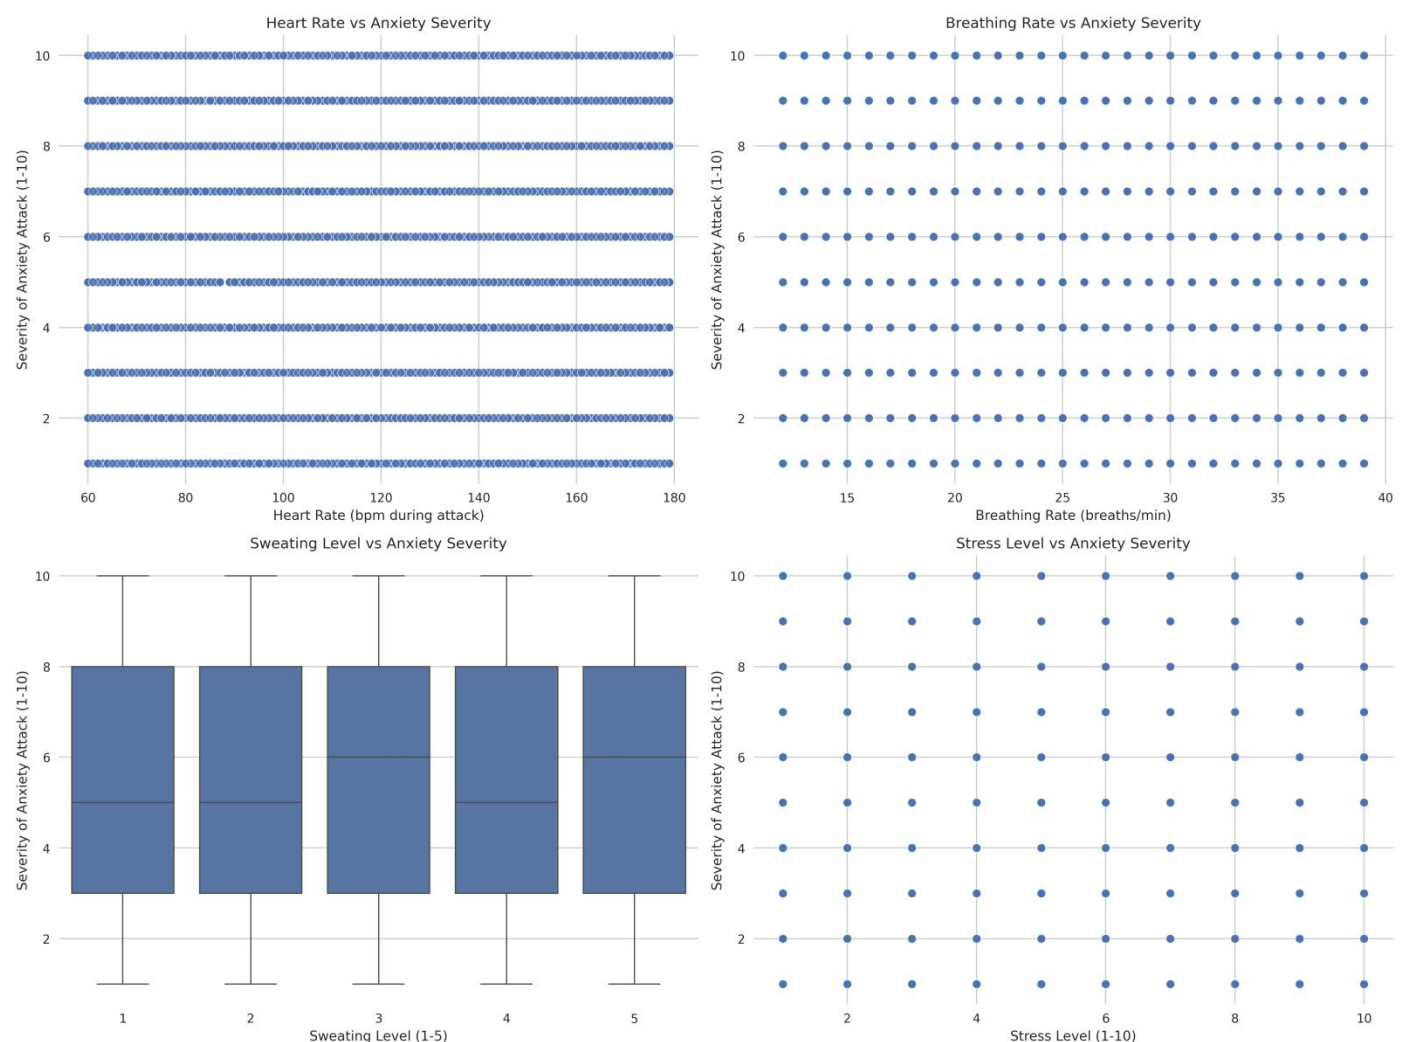 Heart Rate vs Anxiety Severity
Severity of Anxiety Attack (1-10)
10
8
6
4
2
60 80 100 120 140 160 180
Heart Rate (bpm during attack)
Breathing Rate vs Anxiety Severity
Severity of Anxiety Attack (1-10)
10
8
6
4
2
15 20 25 30 35 40
Breathing Rate (breaths/min)
Sweating Level vs Anxiety Severity
Severity of Anxiety Attack (1-10)
10
8
6
4
2
1 2 3 4 5
Sweating Level (1-5)
Stress Level vs Anxiety Severity
Severity of Anxiety Attack (1-10)
10
8
6
4
2
2 4 6 8 10
Stress Level (1-10)